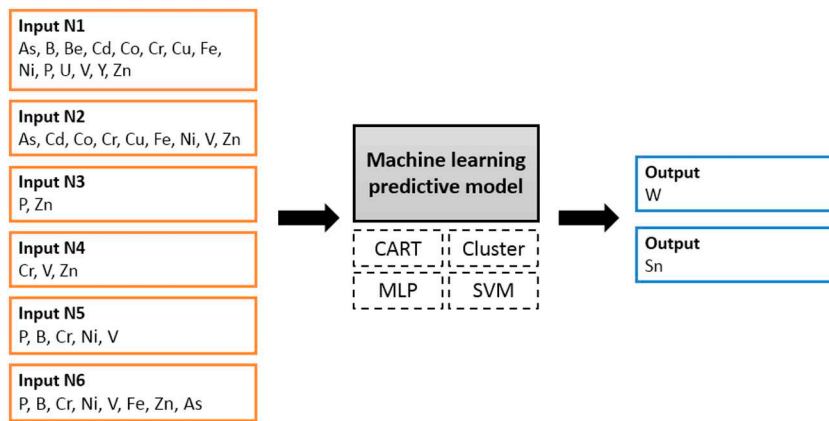 Input N1
As, B, Be, Cd, Co, Cr, Cu, Fe,
Ni, P, U, V, Y, Zn
Input N2
As, Cd, Co, Cr, Cu, Fe, Ni, V, Zn
Input N3
P, Zn
Input N4
Cr, V, Zn
Input N5
P, B, Cr, Ni, V
Input N6
P, B, Cr, Ni, V, Fe, Zn, As
Machine learning
predictive model
CART
Cluster
MLP
SVM
Output
W
Output
Sn